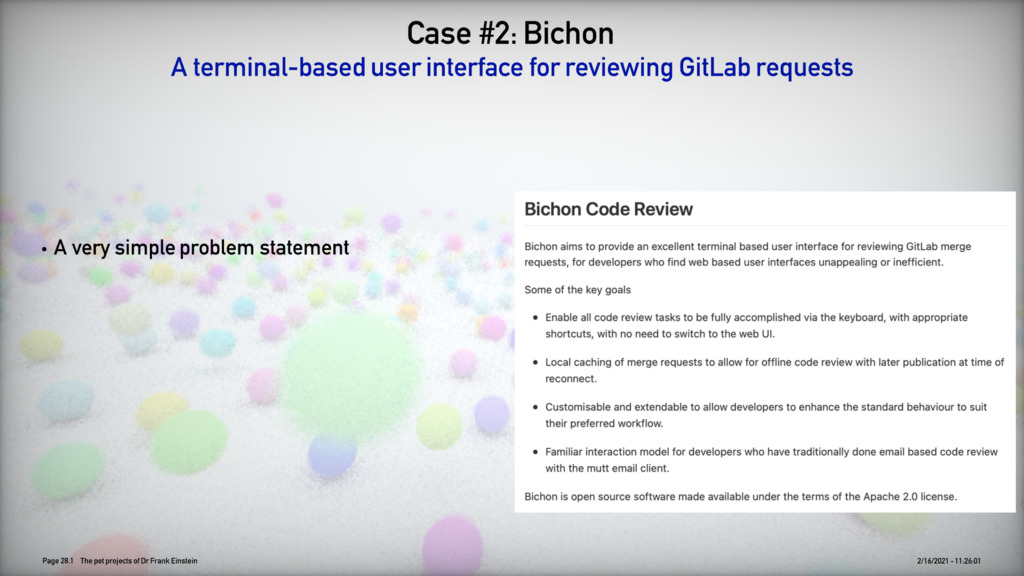 Case #2: Bichon
A terminal-based user interface for reviewing GitLab requests
• A very simple problem statement
Bichon Code Review
Bichon aims to provide an excellent terminal based user interface for reviewing GitLab merge
requests, for developers who find web based user interfaces unappealing or inefficient.
Some of the key goals
• Enable all code review tasks to be fully accomplished via the keyboard, with appropriate
shortcuts, with no need to switch to the web UI.
• Local caching of merge requests to allow for offline code review with later publication at time of
reconnect.
• Customisable and extendable to allow developers to enhance the standard behaviour to suit
their preferred workflow.
• Familiar interaction model for developers who have traditionally done email based code review
with the mutt email client.
Bichon is open source software made available under the terms of the Apache 2.0 license.
Page 28.1 The pet projects of Dr Frank Einstein
2/16/2021 - 11:26:01